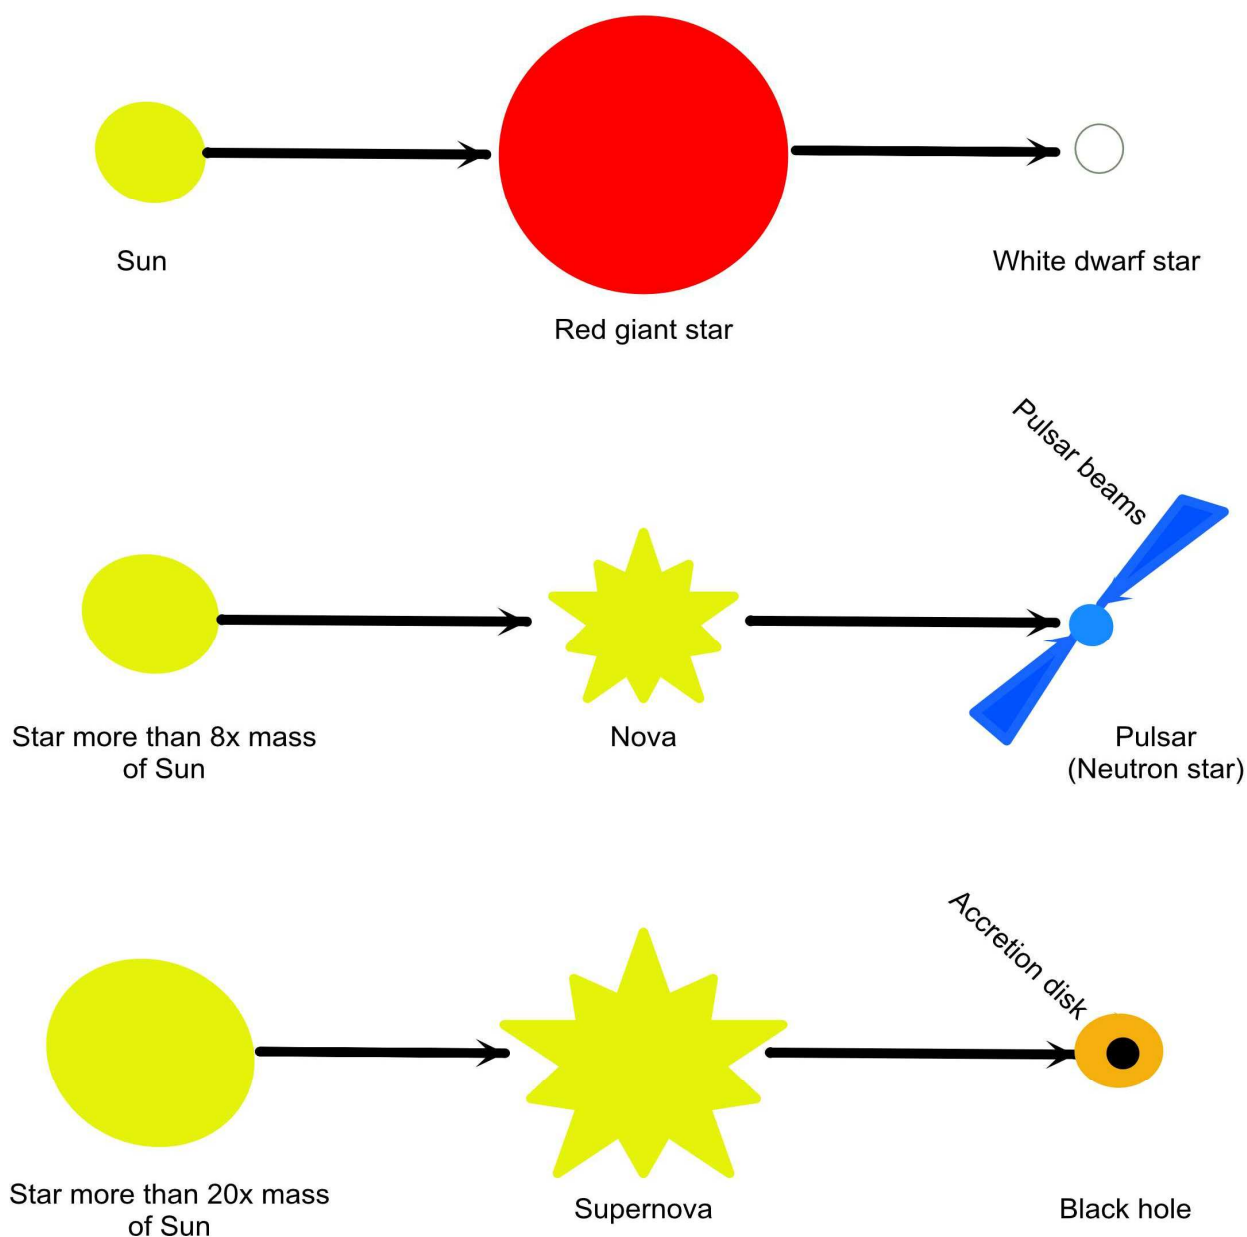 Sun
Red giant star
White dwarf star
Star more than 8x mass
of Sun
Nova
Pulsar beams
Pulsar
(Neutron star)
Star more than 20x mass
of Sun
Supernova
Accretion disk
Black hole